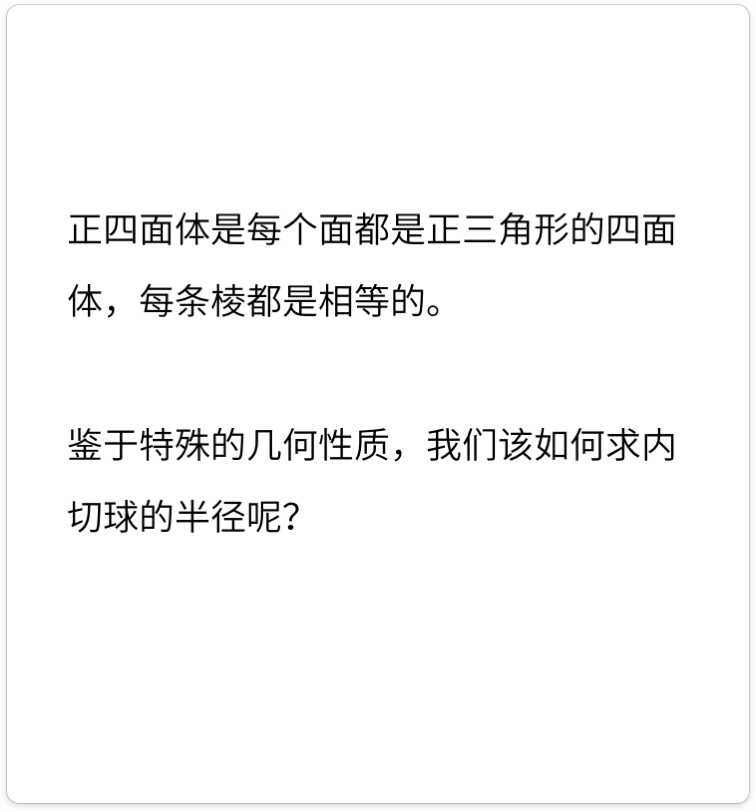 正四面体是每个面都是正三角形的四面
体，每条棱都是相等的。
鉴于特殊的几何性质，我们该如何求内
切球的半径呢？